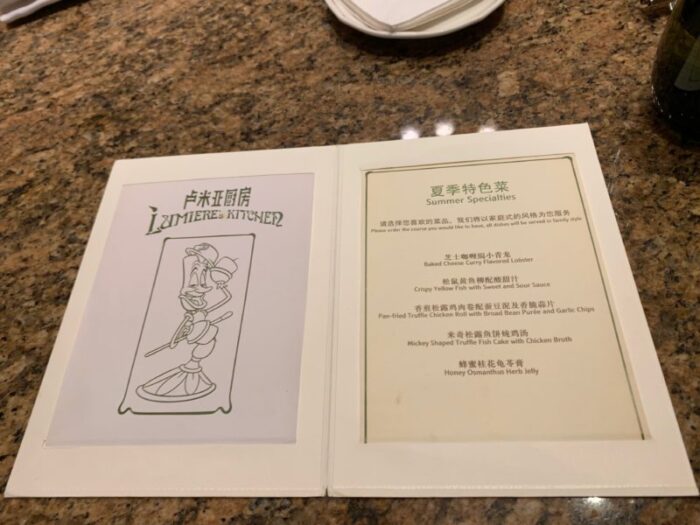 卢米亚厨房
LUMIERE'S KITCHEN
夏季特色菜
Summer Specialties
请选择您喜欢的菜品，我们将以家庭式的风格为您服务
Please order the course you would like to have, all dishes will be served in family style
芝士咖喱焗小青龙
Baked Cheese Curry Flavored Lobster
松鼠黄鱼柳配酸甜汁
Crispy Yellow Fish with Sweet and Sour Sauce
香煎松露鸡肉卷配蚕豆泥及香脆蒜片
Pan-fried Truffle Chicken Roll with Broad Bean Purée and Garlic Chips
米奇松露鱼饼炖鸡汤
Mickey Shaped Truffle Fish Cake with Chicken Broth
蜂蜜桂花龟苓膏
Honey Osmanthus Herb Jelly